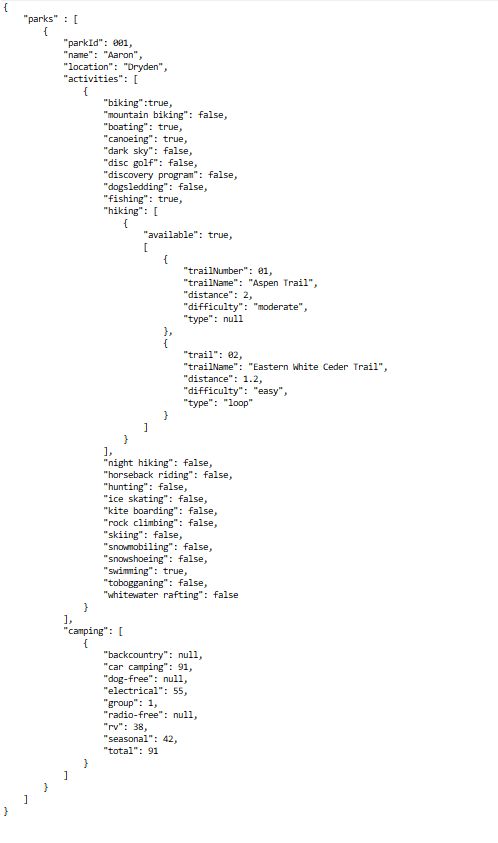 {
"parks" : [
{
"parkId": 001,
"name": "Aaron",
"location": "Dryden",
"activities": [
{
"biking":true,
"mountain biking": false,
"boating": true,
"canoeing": true,
"dark sky": false,
"disc golf": false,
"discovery program": false,
"dogsledding": false,
"fishing": true,
"hiking": [
{
"available": true,
[
{
"trailNumber": 01,
"trailName": "Aspen Trail",
"distance": 2,
"difficulty": "moderate",
"type": null
},
{
"trail": 02,
"trailName": "Eastern White Ceder Trail",
"distance": 1.2,
"difficulty": "easy",
"type": "loop"
}
]
}
],
"night hiking": false,
"horseback riding": false,
"hunting": false,
"ice skating": false,
"kite boarding": false,
"rock climbing": false,
"skiing": false,
"snowmobiling": false,
"snowshoeing": false,
"swimming": true,
"tobogganing": false,
"whitewater rafting": false
}
],
"camping": [
{
"backcountry": null,
"car camping": 91,
"dog-free": null,
"electrical": 55,
"group": 1,
"radio-free": null,
"rv": 38,
"seasonal": 42,
"total": 91
}
]
}
]
}